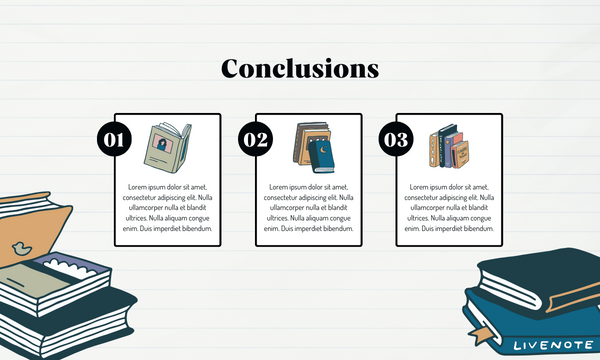 Conclusions
01
Lorem ipsum dolor sit amet,
consectetur adipiscing elit. Nulla
ullamcorper nulla et blandit
ultrices. Nulla aliquam congue
enim. Duis imperdiet bibendum.
02
Lorem ipsum dolor sit amet,
consectetur adipiscing elit. Nulla
ullamcorper nulla et blandit
ultrices. Nulla aliquam congue
enim. Duis imperdiet bibendum.
03
Lorem ipsum dolor sit amet,
consectetur adipiscing elit. Nulla
ullamcorper nulla et blandit
ultrices. Nulla aliquam congue
enim. Duis imperdiet bibendum.
LIVENOTE